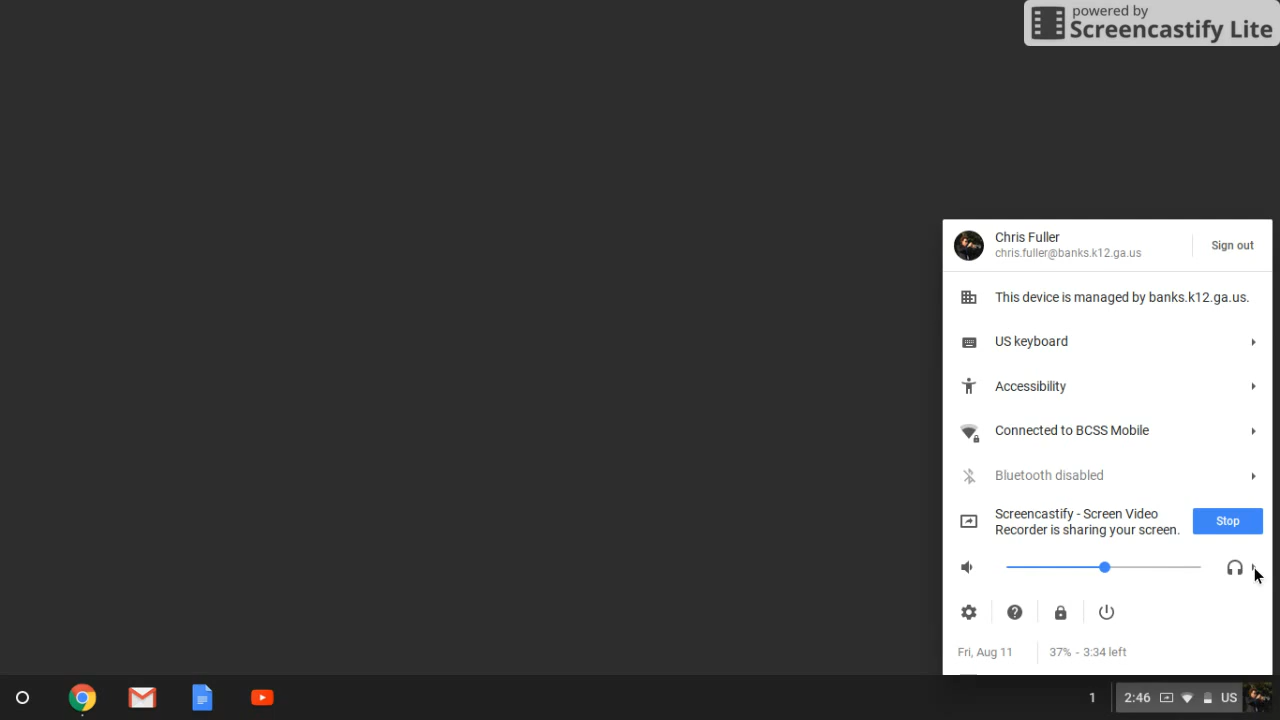 powered by
Screencastify Lite
Chris Fuller
chris.fuller@banks.k12.ga.us
Sign out
This device is managed by banks.k12.ga.us.
US keyboard
Accessibility
Connected to BCSS Mobile
Bluetooth disabled
Screencastify - Screen Video
Recorder is sharing your screen.
Stop
Fri, Aug 11
37% - 3:34 left
1
2:46
US